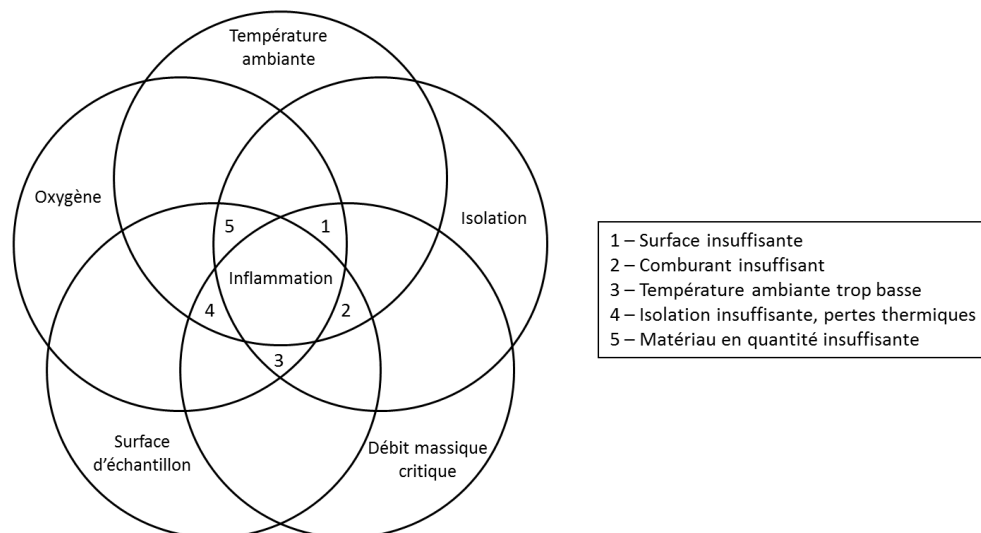 Température
ambiante
Oxygène
Isolation
5
1
Inflammation
4
2
3
Surface
d'échantillon
Débit massique
critique
1 – Surface insuffisante
2 – Comburant insuffisant
3 – Température ambiante trop basse
4 – Isolation insuffisante, pertes thermiques
5 – Matériau en quantité insuffisante